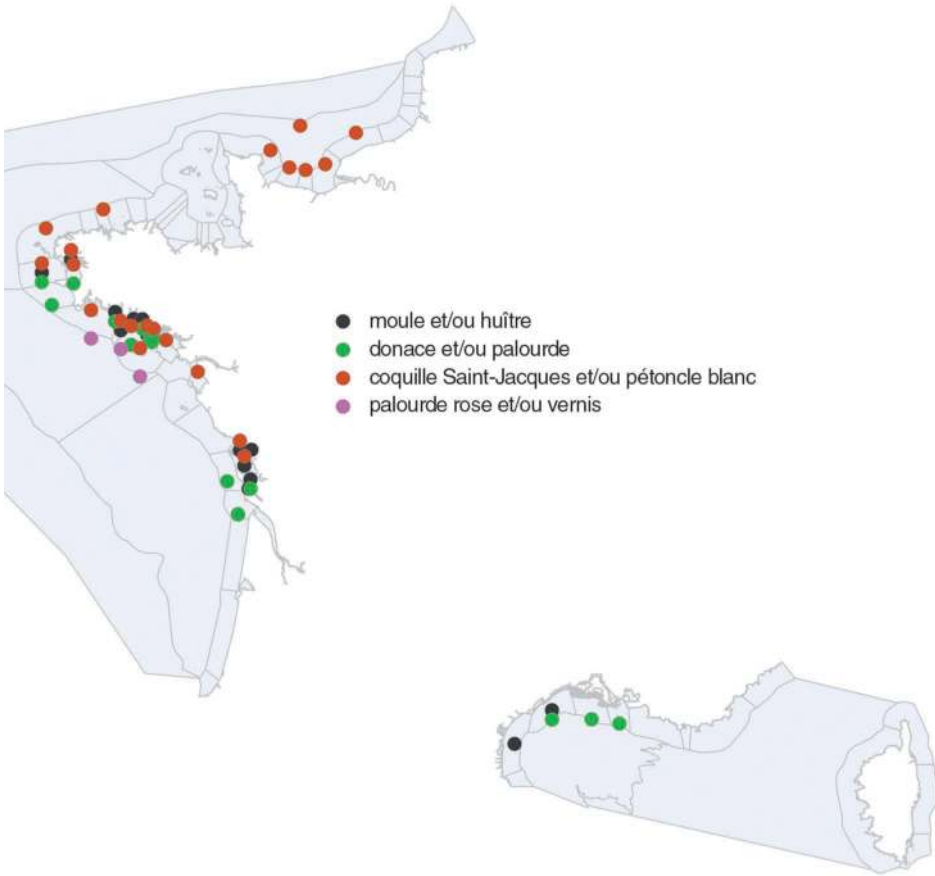 moule et/ou huître
donace et/ou palourde
coquille Saint-Jacques et/ou pétoncle blanc
palourde rose et/ou vernis